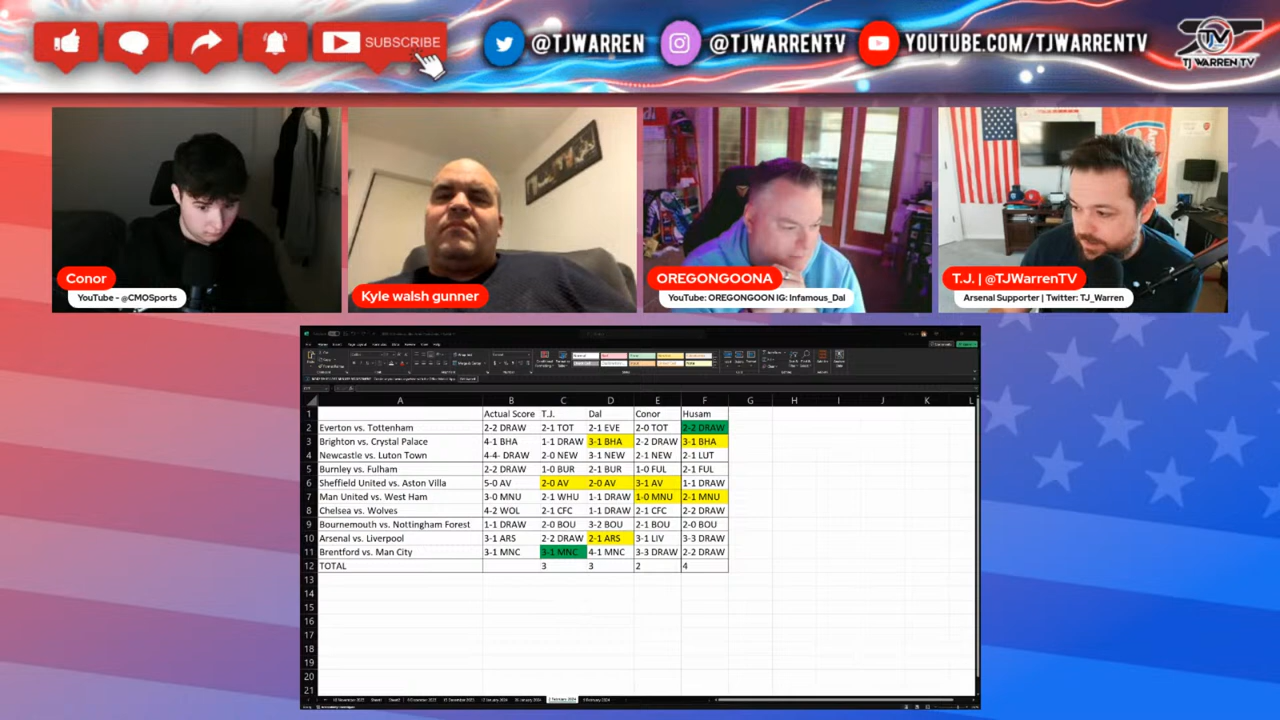 SUBSCRIBE
@TJWARREN
@TJWARRENTV
YOUTUBE.COM/TJWARRENTV
TV
TJ WARREN TV
Conor
YouTube - @CMOSports
Kyle walsh gunner
OREGONGOONA
YouTube: OREGONGOON IG: Infamous_Dal
T.J. | @TJWarrenTV
Arsenal Supporter | Twitter: TJ_Warren
A B C D E F G H I J K L
1 Actual Score T.J. Dal Conor Husam
2 Everton vs. Tottenham 2-2 DRAW 2-1 TOT 2-1 EVE 2-0 TOT 2-2 DRAW
3 Brighton vs. Crystal Palace 4-1 BHA 1-1 DRAW 3-1 BHA 2-2 DRAW 3-1 BHA
4 Newcastle vs. Luton Town 4-4- DRAW 2-0 NEW 3-1 NEW 2-1 NEW 2-1 LUT
5 Burnley vs. Fulham 2-2 DRAW 1-0 BUR 2-1 BUR 1-0 FUL 2-1 FUL
6 Sheffield United vs. Aston Villa 5-0 AV 2-0 AV 2-0 AV 3-1 AV 1-1 DRAW
7 Man United vs. West Ham 3-0 MNU 2-1 WHU 1-1 DRAW 1-0 MNU 2-1 MNU
8 Chelsea vs. Wolves 4-2 WOL 2-1 CFC 1-1 DRAW 2-1 CFC 2-2 DRAW
9 Bournemouth vs. Nottingham Forest 1-1 DRAW 2-0 BOU 3-2 BOU 2-1 BOU 2-0 BOU
10 Arsenal vs. Liverpool 3-1 ARS 2-2 DRAW 2-1 ARS 3-1 LIV 3-3 DRAW
11 Brentford vs. Man City 3-1 MNC 3-1 MNC 4-1 MNC 3-3 DRAW 2-2 DRAW
12 TOTAL 3 3 2 4
13
14
15
16
17
18
19
20
21